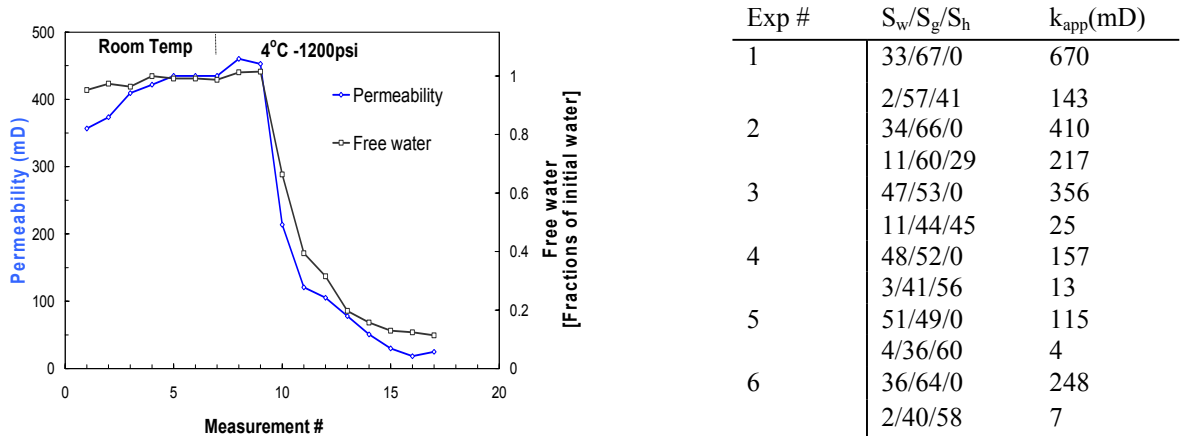 Room Temp
4°C -1200psi
Permeability
Free water
500
400
300
200
100
0
Permeability (mD)
1
0.8
0.6
0.4
0.2
0
Free water
[Fractions of initial water]
0 5 10 15 20
Measurement #
Exp # Sw/Sg/Sh kapp(mD)
1 33/67/0 670
2/57/41 143
2 34/66/0 410
11/60/29 217
3 47/53/0 356
11/44/45 25
4 48/52/0 157
3/41/56 13
5 51/49/0 115
4/36/60 4
6 36/64/0 248
2/40/58 7